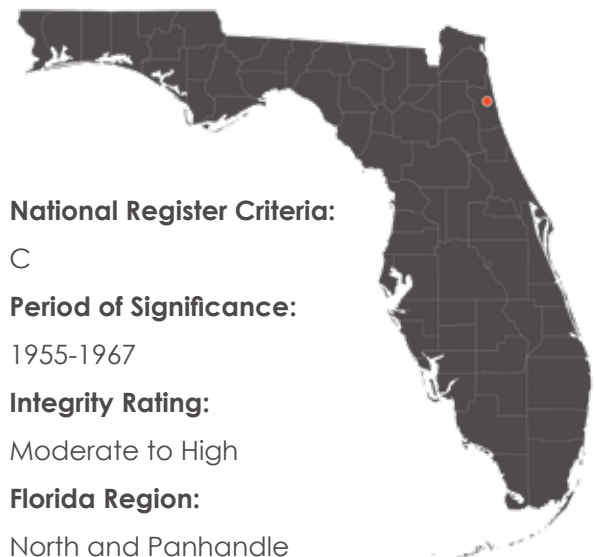 National Register Criteria:
C
Period of Significance:
1955-1967
Integrity Rating:
Moderate to High
Florida Region:
North and Panhandle